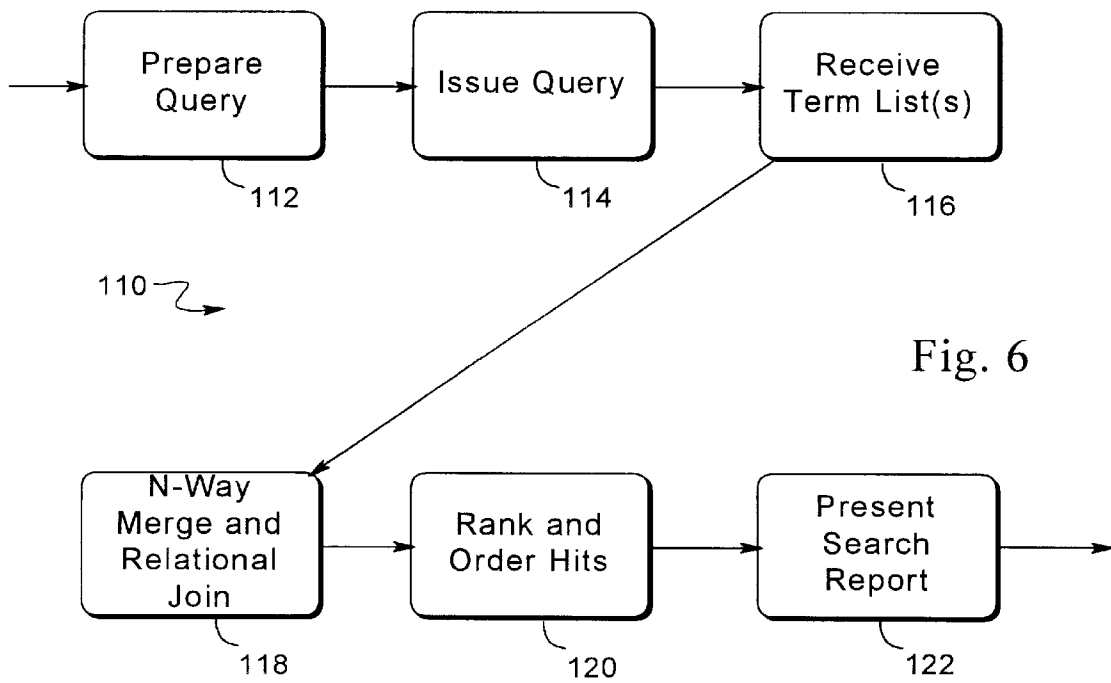 Prepare
Query
Issue Query
Receive
Term List(s)
112
114
116
110
Fig. 6
N-Way
Merge and
Relational
Join
Rank and
Order Hits
Present
Search
Report
118
120
122